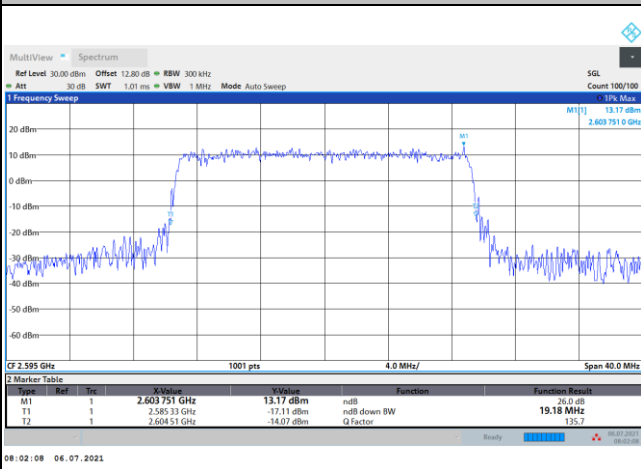 MultiView Spectrum
Ref Level 30.00 dBm Offset 12.80 dB RBW 300 kHz SGL
Att 30 dB SWT 1.01 ms VBW 1 MHz Mode Auto Sweep Count 100/100
1 Frequency Sweep 1Pk Max
M1[1] 13.17 dBm
2.603 751 0 GHz
M1
20 dBm
10 dBm
0 dBm
-10 dBm
-20 dBm
-30 dBm
-40 dBm
-50 dBm
-60 dBm
CF 2.595 GHz 1001 pts 4.0 MHz/ Span 40.0 MHz
2 Marker Table
Type Ref Trc X-Value Y-Value Function Function Result
M1 1 2.603 751 GHz 13.17 dBm ndB 26.0 dB
T1 1 2.585 33 GHz -17.11 dBm ndB down BW 19.18 MHz
T2 1 2.604 51 GHz -14.07 dBm Q Factor 135.7
Ready 06.07.2021
08:02:08
08:02:08 06.07.2021